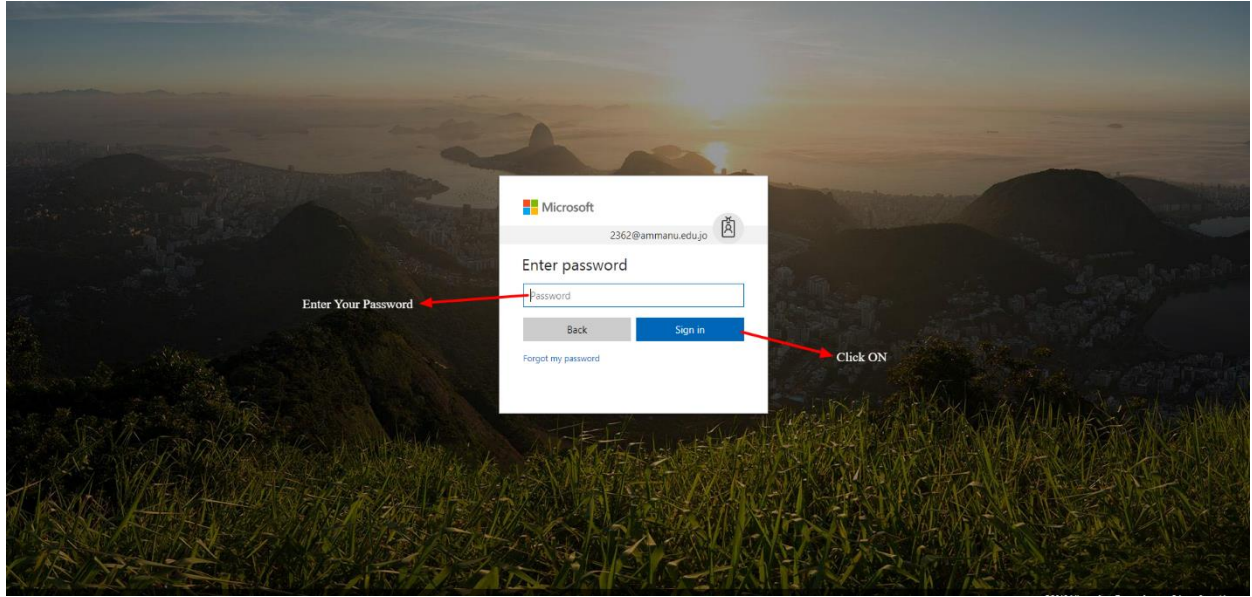 Microsoft
2362@ammanu.edu.jo
Enter password
Password
Enter Your Password
Back
Sign in
Click ON
Forgot my password